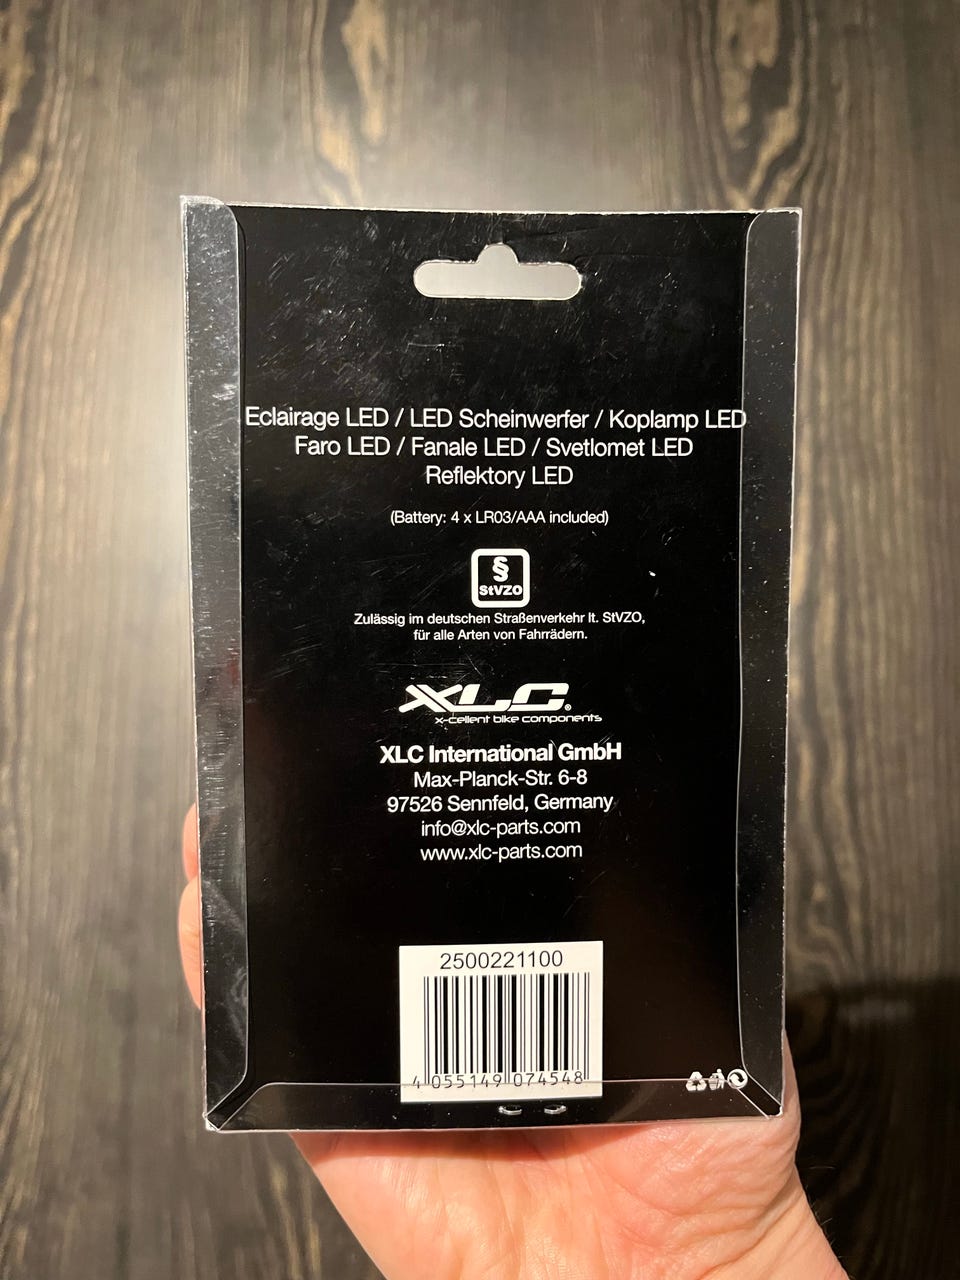 Eclairage LED / LED Scheinwerfer / Koplamp LED
Faro LED / Fanale LED / Svetlomet LED
Reflektory LED
(Battery: 4 x LR03/AAA included)
§
StVZO
Zulässig im deutschen Straßenverkehr lt. StVZO,
für alle Arten von Fahrrädern.
XLC®
x-cellent bike components
XLC International GmbH
Max-Planck-Str. 6-8
97526 Sennfeld, Germany
info@xlc-parts.com
www.xlc-parts.com
2500221100
4 055149 074548